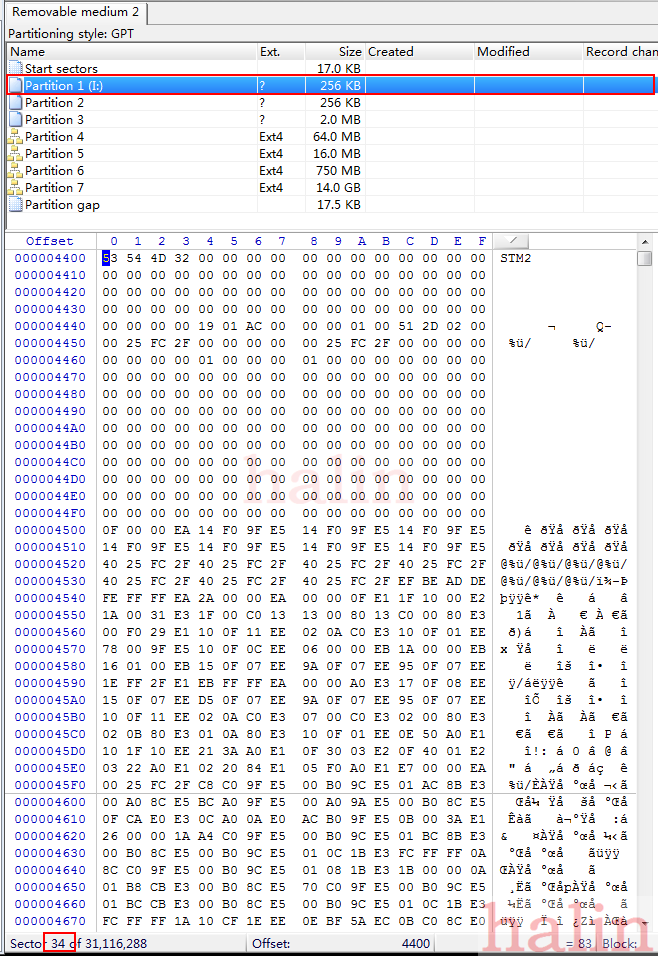 Removable medium 2
Partitioning style: GPT
Name Ext. Size Created Modified Record chan
Start sectors 17.0 KB
Partition 1 (I:) ? 256 KB
Partition 2 ? 256 KB
Partition 3 ? 2.0 MB
Partition 4 Ext4 64.0 MB
Partition 5 Ext4 16.0 MB
Partition 6 Ext4 750 MB
Partition 7 Ext4 14.0 GB
Partition gap 17.5 KB
Offset 0 1 2 3 4 5 6 7 8 9 A B C D E F
000004400 53 54 4D 32 00 00 00 00 00 00 00 00 00 00 00 00 STM2
000004410 00 00 00 00 00 00 00 00 00 00 00 00 00 00 00 00
000004420 00 00 00 00 00 00 00 00 00 00 00 00 00 00 00 00
000004430 00 00 00 00 00 00 00 00 00 00 00 00 00 00 00 00
000004440 00 00 00 00 19 01 AC 00 00 00 01 00 51 2D 02 00 ¬ Q-
000004450 00 25 FC 2F 00 00 00 00 00 25 FC 2F 00 00 00 00 %ü/ %ü/
000004460 00 00 00 00 01 00 00 00 01 00 00 00 00 00 00 00
000004470 00 00 00 00 00 00 00 00 00 00 00 00 00 00 00 00
000004480 00 00 00 00 00 00 00 00 00 00 00 00 00 00 00 00
000004490 00 00 00 00 00 00 00 00 00 00 00 00 00 00 00 00
0000044A0 00 00 00 00 00 00 00 00 00 00 00 00 00 00 00 00
0000044B0 00 00 00 00 00 00 00 00 00 00 00 00 00 00 00 00
0000044C0 00 00 00 00 00 00 00 00 00 00 00 00 00 00 00 00
0000044D0 00 00 00 00 00 00 00 00 00 00 00 00 00 00 00 00
0000044E0 00 00 00 00 00 00 00 00 00 00 00 00 00 00 00 00
0000044F0 00 00 00 00 00 00 00 00 00 00 00 00 00 00 00 00
000004500 0F 00 00 EA 14 F0 9F E5 14 F0 9F E5 14 F0 9F E5 ê ðŸå ðŸå ðŸå
000004510 14 F0 9F E5 14 F0 9F E5 14 F0 9F E5 14 F0 9F E5 ðŸå ðŸå ðŸå ðŸå
000004520 40 25 FC 2F 40 25 FC 2F 40 25 FC 2F 40 25 FC 2F @%ü/@%ü/@%ü/@%ü/
000004530 40 25 FC 2F 40 25 FC 2F 40 25 FC 2F EF BE AD DE @%ü/@%ü/@%ü/ï¾-Þ
000004540 FE FF FF EA 2A 00 00 EA 00 00 0F E1 1F 10 00 E2 þÿÿê* ê á â
000004550 1A 00 31 E3 1F 00 C0 13 13 00 80 13 C0 00 80 E3 1ã À € À €ã
000004560 00 F0 29 E1 10 0F 11 EE 02 0A C0 E3 10 0F 01 EE ð)á î Àã î
000004570 78 00 9F E5 10 0F 0C EE 06 00 00 EB 1A 00 00 EB x Ÿå î ë ë
000004580 16 01 00 EB 15 0F 07 EE 9A 0F 07 EE 95 0F 07 EE ë îš î• î
000004590 1E FF 2F E1 EB FF FF EA 00 00 A0 E3 17 0F 08 EE ÿ/áëÿÿê ã î
0000045A0 15 0F 07 EE D5 0F 07 EE 9A 0F 07 EE 95 0F 07 EE îÕ îš î• î
0000045B0 10 0F 11 EE 02 0A C0 E3 07 00 C0 E3 02 00 80 E3 î Àã Àã €ã
0000045C0 02 0B 80 E3 01 0A 80 E3 10 0F 01 EE 0E 50 A0 E1 €ã €ã î P á
0000045D0 10 1F 10 EE 21 3A A0 E1 0F 30 03 E2 0F 40 01 E2 î!: á 0 â @ â
0000045E0 03 22 A0 E1 02 20 84 E1 05 F0 A0 E1 E7 00 00 EA " á „á ð áç ê
0000045F0 00 25 FC 2F C8 C0 9F E5 00 B0 9C E5 01 AC 8B E3 %ü/ÈÀŸå °œå ¬‹ã
000004600 00 A0 8C E5 BC A0 9F E5 00 A0 9A E5 00 B0 8C E5 Œå¼ Ÿå šå °Œå
000004610 0F CA E0 E3 0C A0 0A E0 AC B0 9F E5 0B 00 3A E1 Êàã à¬°Ÿå :á
000004620 26 00 00 1A A4 C0 9F E5 00 B0 9C E5 01 BC 8B E3 & ¤ÀŸå °œå ¼‹ã
000004630 00 B0 8C E5 00 B0 9C E5 01 0C 1B E3 FC FF FF 0A °Œå °œå ãüÿÿ
000004640 8C C0 9F E5 00 B0 9C E5 01 08 1B E3 1B 00 00 0A ŒÀŸå °œå ã
000004650 01 B8 CB E3 00 B0 8C E5 70 C0 9F E5 00 B0 9C E5 ¸Ëã °ŒåpÀŸå °œå
000004660 01 BC CB E3 00 B0 8C E5 00 B0 9C E5 01 0C 1B E3 ¼Ëã °Œå °œå ã
000004670 FC FF FF 1A 10 CF 1E EE 0E BF 5A EC 0B C0 8C E0 üÿÿ Ï î ¿Zì ÀŒà
Sector 34 of 31,116,288 Offset: 4400 = 83 Block:
halin
halin